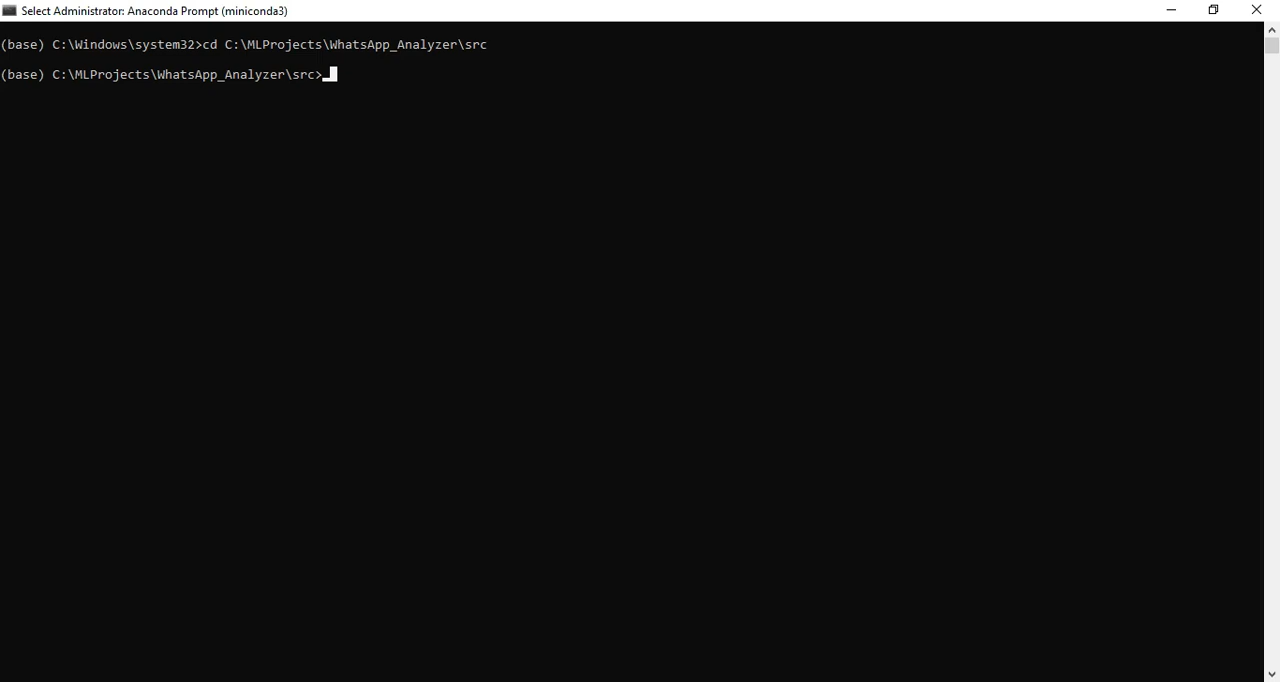 Select Administrator: Anaconda Prompt (miniconda3)
(base) C:\Windows\system32>cd C:\MLProjects\WhatsApp_Analyzer\src
(base) C:\MLProjects\WhatsApp_Analyzer\src>